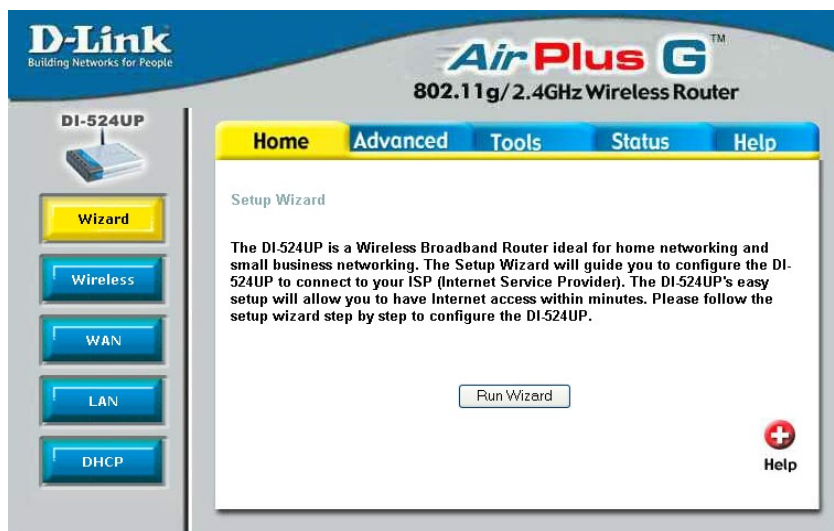 D-Link
Building Networks for People
AirPlus G™
802.11g/2.4GHz Wireless Router
DI-524UP
Home
Advanced
Tools
Status
Help
Wizard
Wireless
WAN
LAN
DHCP
Setup Wizard
The DI-524UP is a Wireless Broadband Router ideal for home networking and
small business networking. The Setup Wizard will guide you to configure the DI-
524UP to connect to your ISP (Internet Service Provider). The DI-524UP's easy
setup will allow you to have Internet access within minutes. Please follow the
setup wizard step by step to configure the DI-524UP.
Run Wizard
Help